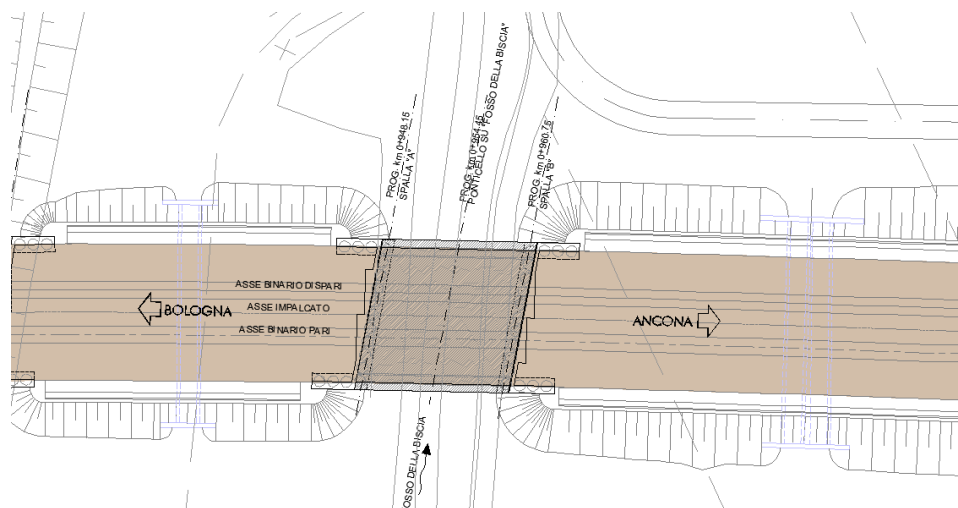 PROG. km 0+948.15
SPALLA "A"
PROG. km 0+954.45
PONTICELLO SU "FOSSO DELLA BISCIA"
PROG. km 0+960.75
SPALLA "B"
ASSE BINARIO DISPARI
BOLOGNA
ASSE IMPALCATO
ASSE BINARIO PARI
ANCONA
FOSSO DELLA BISCIA